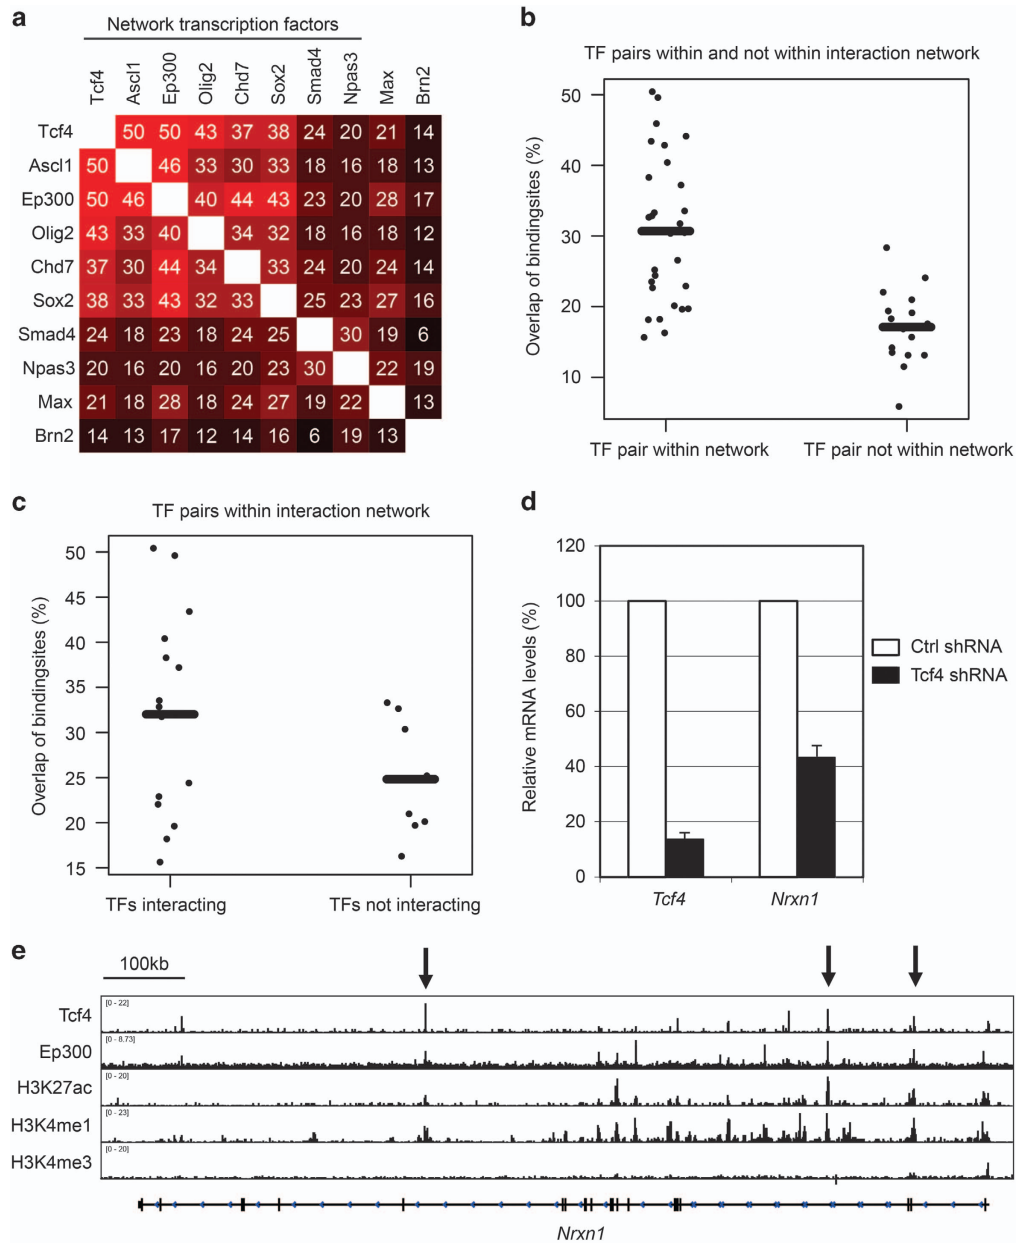 a
Network transcription factors
Tcf4 Ascl1 Ep300 Olig2 Chd7 Sox2 Smad4 Npas3 Max Brn2
Tcf4 50 50 43 37 38 24 20 21 14
Ascl1 50 46 33 30 33 18 16 18 13
Ep300 50 46 40 44 43 23 20 28 17
Olig2 43 33 40 34 32 18 16 18 12
Chd7 37 30 44 34 33 24 20 24 14
Sox2 38 33 43 32 33 25 23 27 16
Smad4 24 18 23 18 24 25 30 19 6
Npas3 20 16 20 16 20 23 30 22 19
Max 21 18 28 18 24 27 19 22 13
Brn2 14 13 17 12 14 16 6 19 13
b
TF pairs within and not within interaction network
Overlap of bindingsites (%)
50
40
30
20
10
TF pair within network TF pair not within network
c
TF pairs within interaction network
Overlap of bindingsites (%)
50
45
40
35
30
25
20
15
TFs interacting TFs not interacting
d
Relative mRNA levels (%)
120
100
80
60
40
20
0
Tcf4 Nrxn1
Ctrl shRNA
Tcf4 shRNA
e
100kb
Tcf4 [0 - 22]
Ep300 [0 - 8.73]
H3K27ac [0 - 20]
H3K4me1 [0 - 23]
H3K4me3 [0 - 20]
Nrxn1